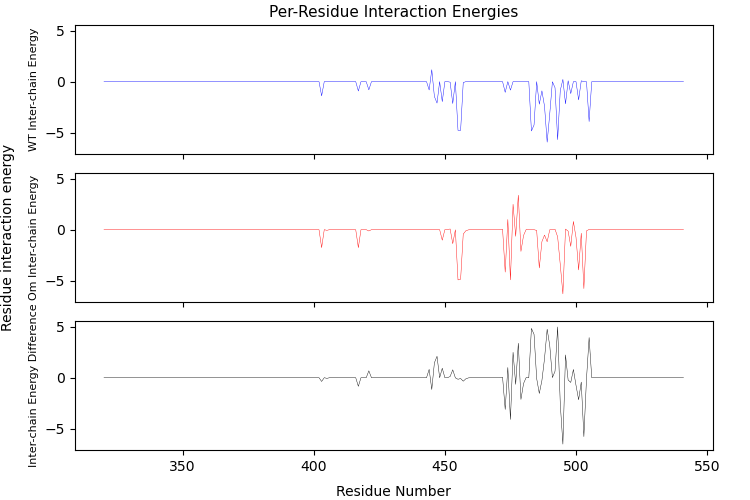 Per-Residue Interaction Energies
WT Inter-chain Energy
5
0
−5
Residue interaction energy
Om Inter-chain Energy
5
0
−5
Inter-chain Energy Difference
5
0
−5
350
400
450
500
550
Residue Number